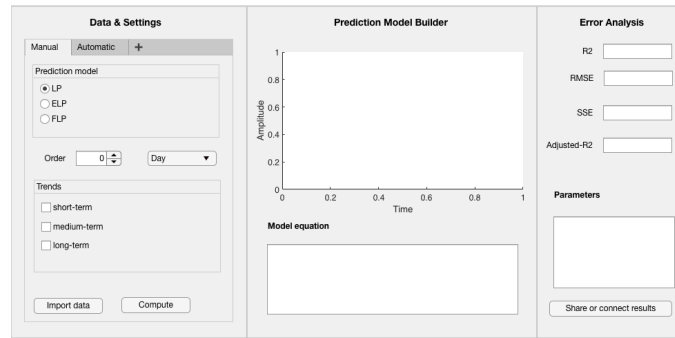 Data & Settings
Manual Automatic +
Prediction model
LP
ELP
FLP
Order 0 Day
Trends
short-term
medium-term
long-term
Import data Compute
Prediction Model Builder
1
0.8
0.6
0.4
0.2
0
Amplitude
0 0.2 0.4 0.6 0.8 1
Time
Model equation
Error Analysis
R2
RMSE
SSE
Adjusted-R2
Parameters
Share or connect results